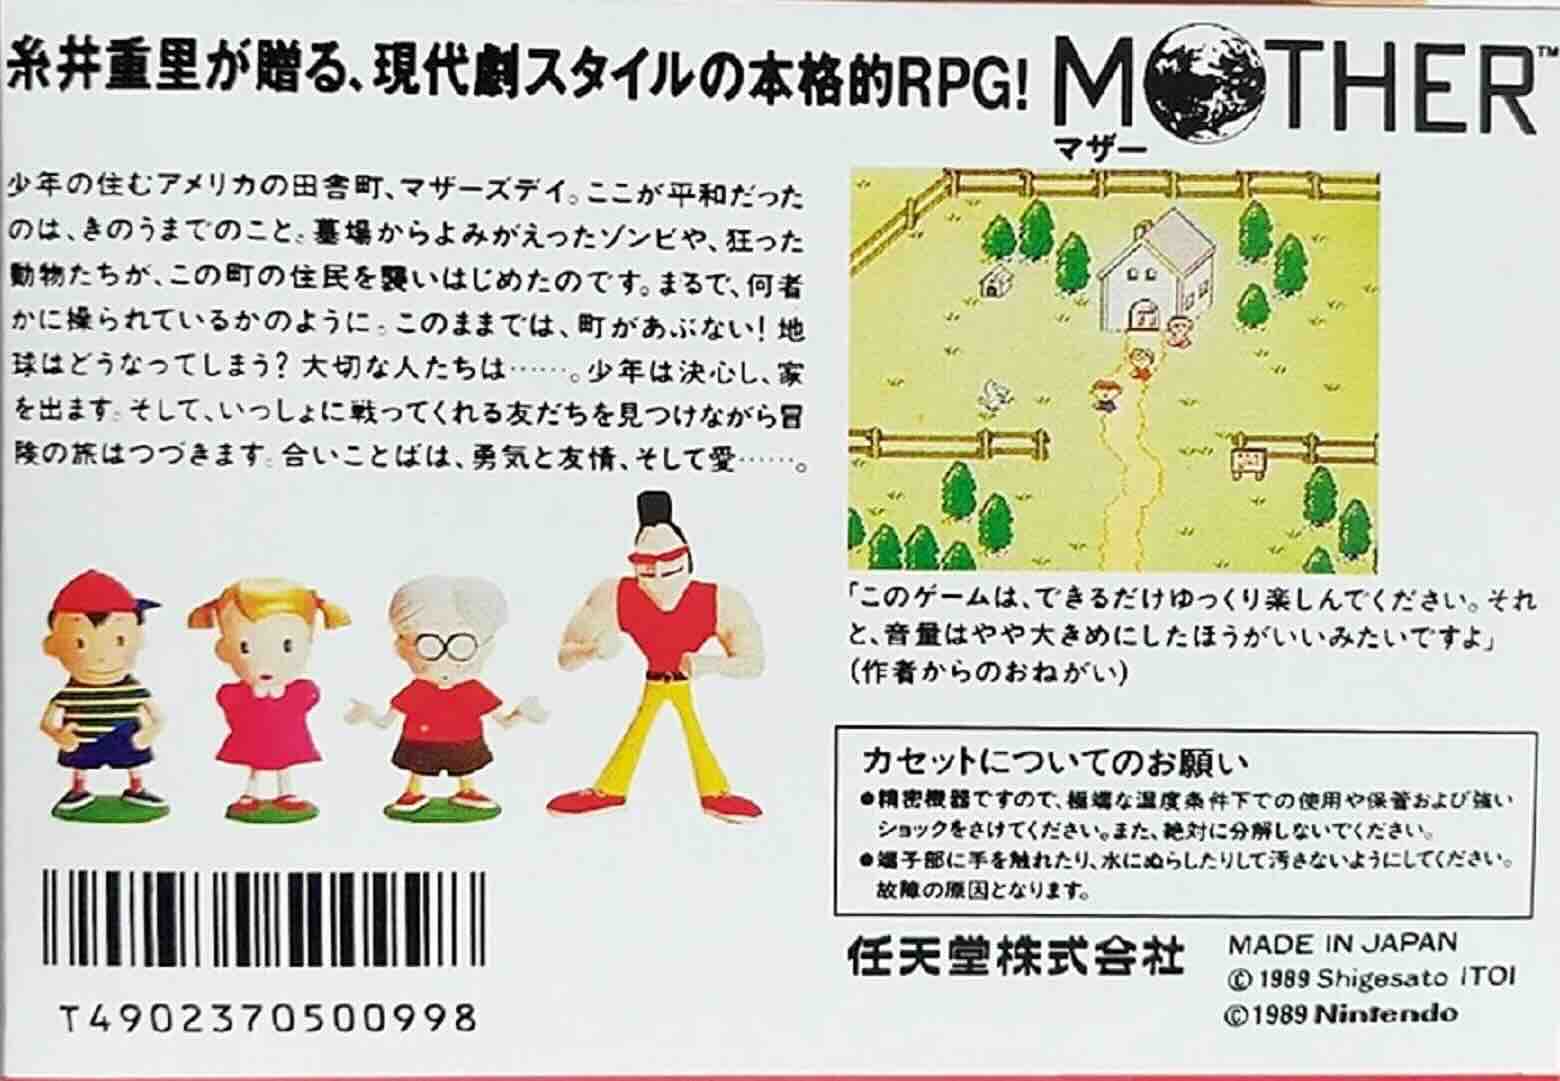 糸井重里が贈る、現代劇スタイルの本格的RPG!
MOTHER™
マザー
少年の住むアメリカの田舎町、マザーズデイ。ここが平和だった
のは、きのうまでのこと。墓場からよみがえったゾンビや、狂った
動物たちが、この町の住民を襲いはじめたのです。まるで、何者
かに操られているかのように。このままでは、町があぶない!地
球はどうなってしまう?大切な人たちは……。少年は決心し、家
を出ます。そして、いっしょに戦ってくれる友だちを見つけながら冒
険の旅はつづきます。合いことばは、勇気と友情、そして愛……。
「このゲームは、できるだけゆっくり楽しんでください。それ
と、音量はやや大きめにしたほうがいいみたいですよ」
(作者からのおねがい)
カセットについてのお願い
●精密機器ですので、極端な温度条件下での使用や保管および強い
ショックをさけてください。また、絶対に分解しないでください。
●端子部に手を触れたり、水にぬらしたりして汚さないようにしてください。
故障の原因となります。
T4902370500998
任天堂株式会社
MADE IN JAPAN
©1989 Shigesato ITOI
©1989 Nintendo